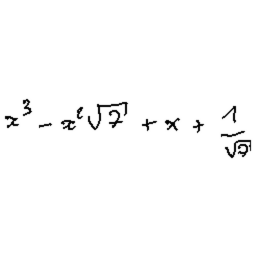 x³ - x²√7 + x + 1/√7